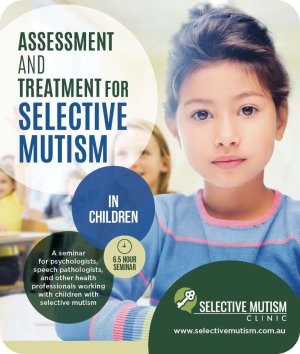 ASSESSMENT
AND
TREATMENT FOR
SELECTIVE
MUTISM
IN
CHILDREN
A seminar
for psychologists,
speech pathologists,
and other health
professionals working
with children with
selective mutism
6.5 HOUR
SEMINAR
SELECTIVE MUTISM
CLINIC
www.selectivemutism.com.au